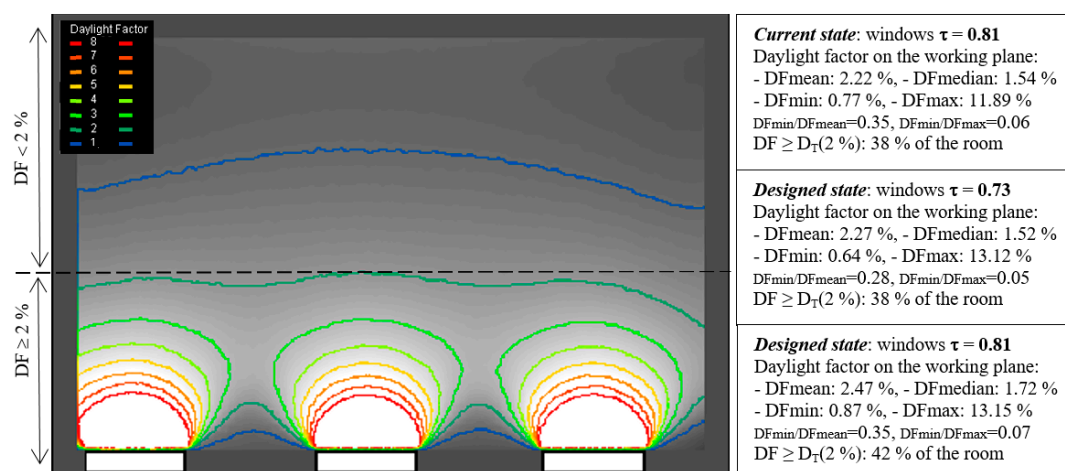 Daylight Factor
8
7
6
5
4
3
2
1
DF < 2 %
DF ≥ 2 %
Current state: windows τ = 0.81
Daylight factor on the working plane:
- DFmean: 2.22 %, - DFmedian: 1.54 %
- DFmin: 0.77 %, - DFmax: 11.89 %
DFmin/DFmean=0.35, DFmin/DFmax=0.06
DF ≥ DT(2 %): 38 % of the room
Designed state: windows τ = 0.73
Daylight factor on the working plane:
- DFmean: 2.27 %, - DFmedian: 1.52 %
- DFmin: 0.64 %, - DFmax: 13.12 %
DFmin/DFmean=0.28, DFmin/DFmax=0.05
DF ≥ DT(2 %): 38 % of the room
Designed state: windows τ = 0.81
Daylight factor on the working plane:
- DFmean: 2.47 %, - DFmedian: 1.72 %
- DFmin: 0.87 %, - DFmax: 13.15 %
DFmin/DFmean=0.35, DFmin/DFmax=0.07
DF ≥ DT(2 %): 42 % of the room